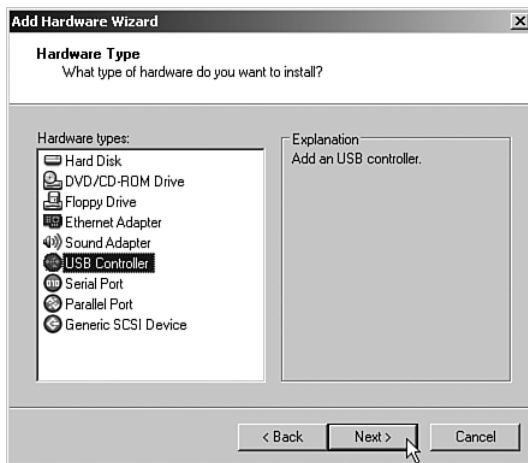 Add Hardware Wizard
Hardware Type
What type of hardware do you want to install?
Hardware types:
Hard Disk
DVD/CD-ROM Drive
Floppy Drive
Ethernet Adapter
Sound Adapter
USB Controller
Serial Port
Parallel Port
Generic SCSI Device
Explanation
Add an USB controller.
< Back
Next >
Cancel